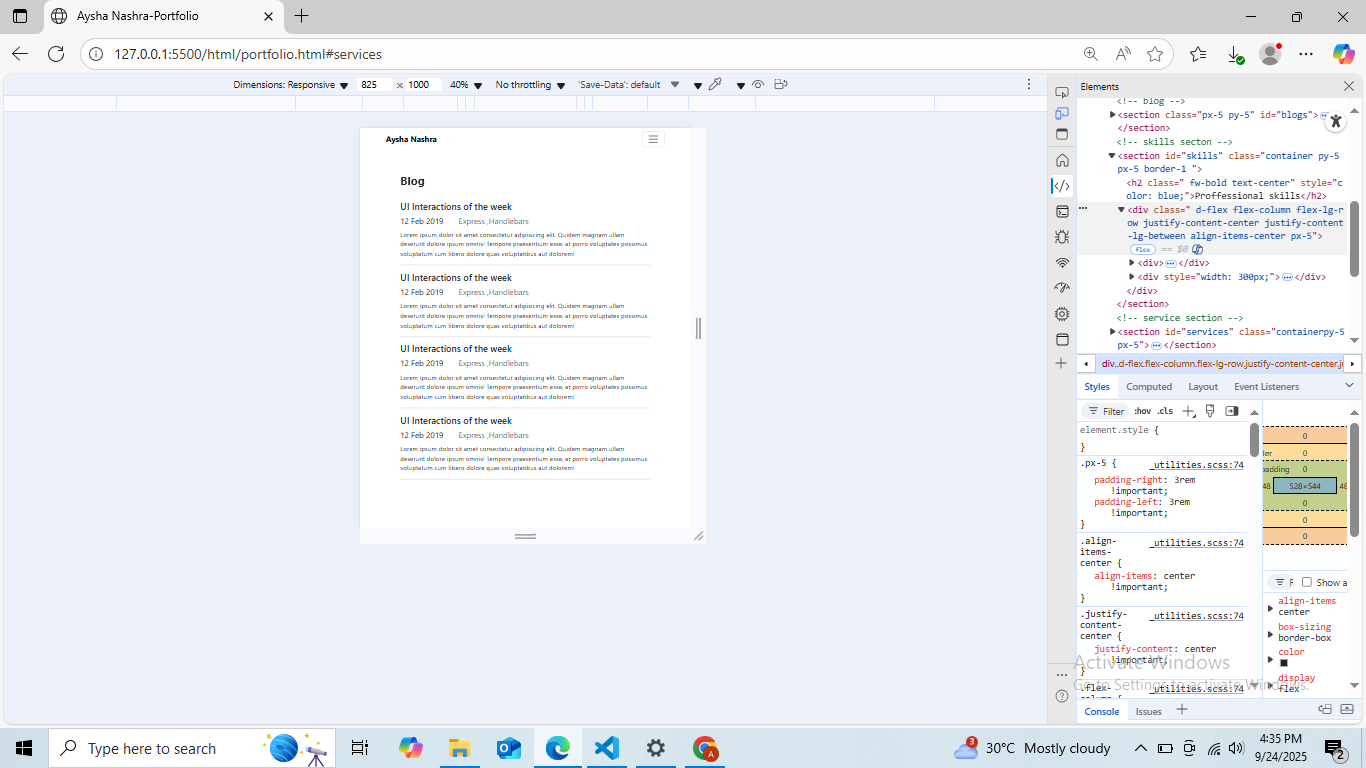 Aysha Nashra-Portfolio
127.0.0.1:5500/html/portfolio.html#services
Dimensions: Responsive 825 × 1000 40% No throttling 'Save-Data': default
Aysha Nashra
Blog
UI Interactions of the week
12 Feb 2019 Express ,Handlebars
Lorem ipsum dolor sit amet consectetur adipisicing elit. Quidem magnam ullam
deserunt dolore ipsum omnis! Tempore praesentium esse, at porro voluptates possimus
voluptatum cum libero dolore quas voluptatibus aut dolorem!
UI Interactions of the week
12 Feb 2019 Express ,Handlebars
Lorem ipsum dolor sit amet consectetur adipisicing elit. Quidem magnam ullam
deserunt dolore ipsum omnis! Tempore praesentium esse, at porro voluptates possimus
voluptatum cum libero dolore quas voluptatibus aut dolorem!
UI Interactions of the week
12 Feb 2019 Express ,Handlebars
Lorem ipsum dolor sit amet consectetur adipisicing elit. Quidem magnam ullam
deserunt dolore ipsum omnis! Tempore praesentium esse, at porro voluptates possimus
voluptatum cum libero dolore quas voluptatibus aut dolorem!
UI Interactions of the week
12 Feb 2019 Express ,Handlebars
Lorem ipsum dolor sit amet consectetur adipisicing elit. Quidem magnam ullam
deserunt dolore ipsum omnis! Tempore praesentium esse, at porro voluptates possimus
voluptatum cum libero dolore quas voluptatibus aut dolorem!
Elements
<!-- blog -->
<section class="px-5 py-5" id="blogs">
</section>
<!-- skills secton -->
<section id="skills" class="container py-5
px-5 border-1 ">
<h2 class=" fw-bold text-center" style="c
olor: blue;">Proffessional skills</h2>
<div class=" d-flex flex-column flex-lg-r
ow justify-content-center justify-content
-lg-between align-items-center px-5">
flex == $0
<div> </div>
<div style="width: 300px;"> </div>
</div>
</section>
<!-- service section -->
<section id="services" class="containerpy-5
px-5"> </section>
div..d-flex.flex-column.flex-lg-row.justify-content-center.ju
Styles Computed Layout Event Listeners
Filter :hov .cls
element.style {
}
.px-5 { _utilities.scss:74
padding-right: 3rem
!important;
padding-left: 3rem
!important;
}
.align- _utilities.scss:74
items-
center {
align-items: center
!important;
}
.justify- _utilities.scss:74
content-
center {
justify-content: center
!important;
}
.flex- _utilities.scss:74
column {
0
der 0
padding 0
48 528×544 48
0
0
0
Show a
align-items
center
box-sizing
border-box
color
display
flex
Activate Windows
Go to Settings to activate Windows.
Console Issues
Type here to search
3
30°C Mostly cloudy
4:35 PM
9/24/2025
2